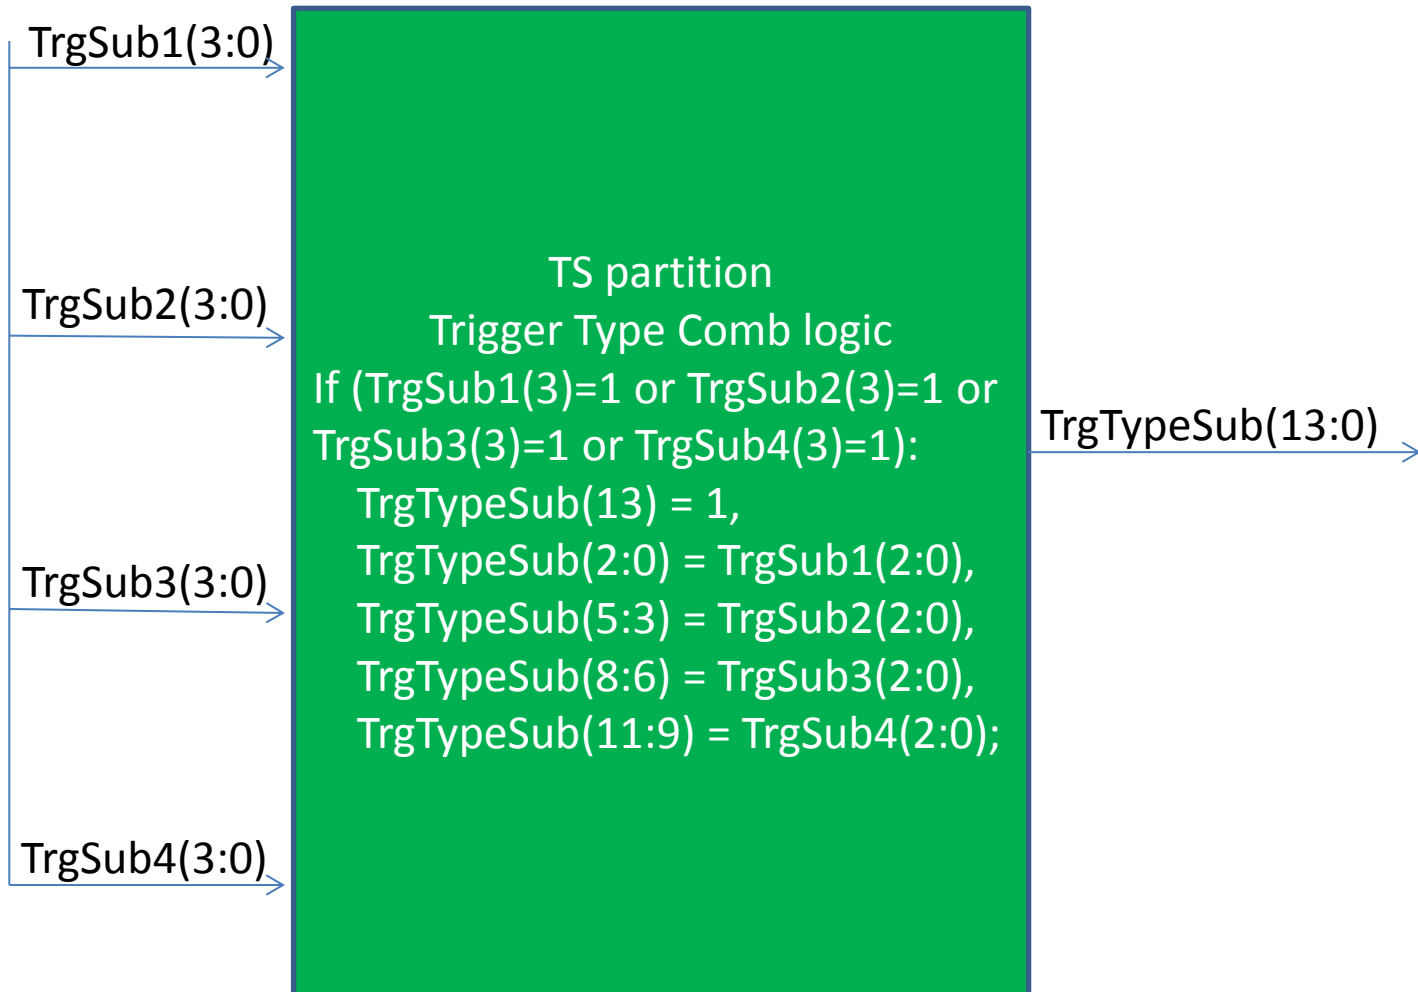 TrgSub1(3:0)
TrgSub2(3:0)
TrgSub3(3:0)
TrgSub4(3:0)
TS partition
Trigger Type Comb logic
If (TrgSub1(3)=1 or TrgSub2(3)=1 or
TrgSub3(3)=1 or TrgSub4(3)=1):
TrgTypeSub(13) = 1,
TrgTypeSub(2:0) = TrgSub1(2:0),
TrgTypeSub(5:3) = TrgSub2(2:0),
TrgTypeSub(8:6) = TrgSub3(2:0),
TrgTypeSub(11:9) = TrgSub4(2:0);
TrgTypeSub(13:0)